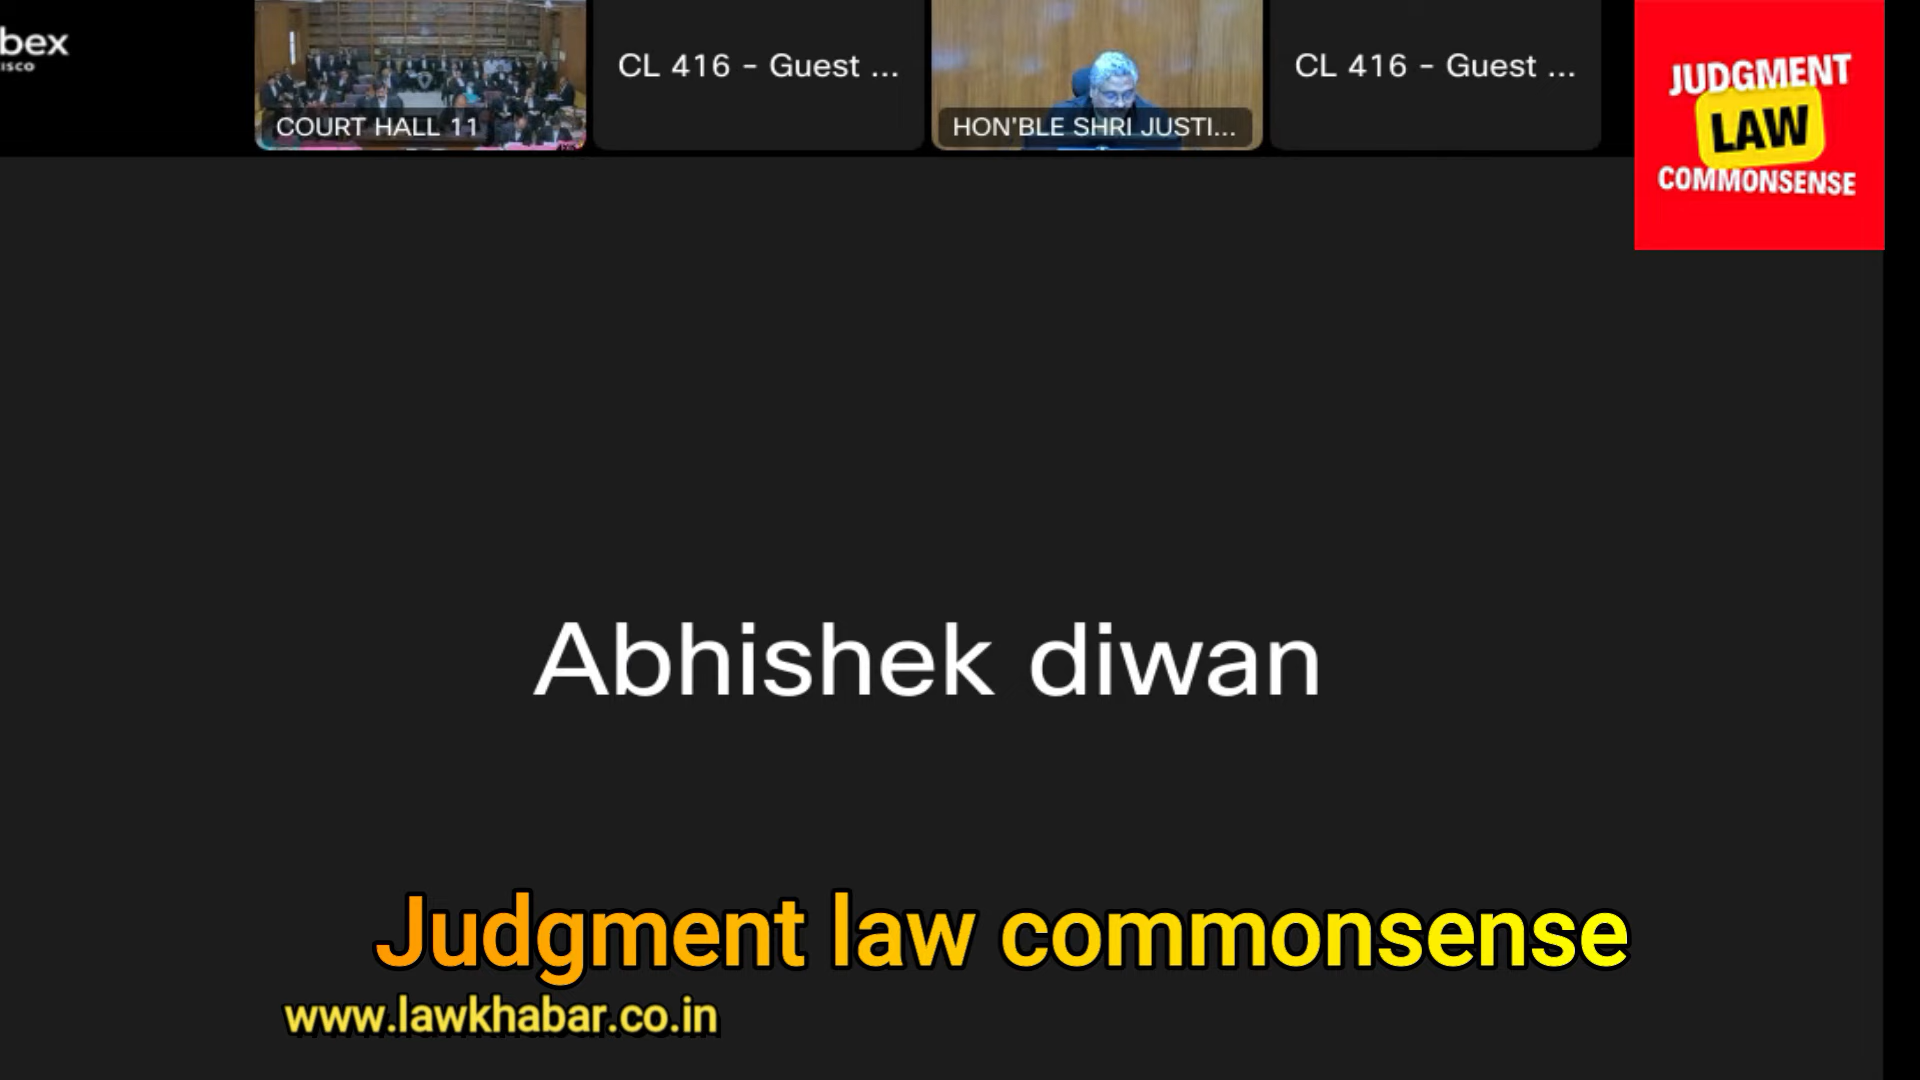 bex
isco
COURT HALL 11
CL 416 - Guest ...
HON'BLE SHRI JUSTI...
CL 416 - Guest ...
JUDGMENT
LAW
COMMONSENSE
Abhishek diwan
Judgment law commonsense
www.lawkhabar.co.in